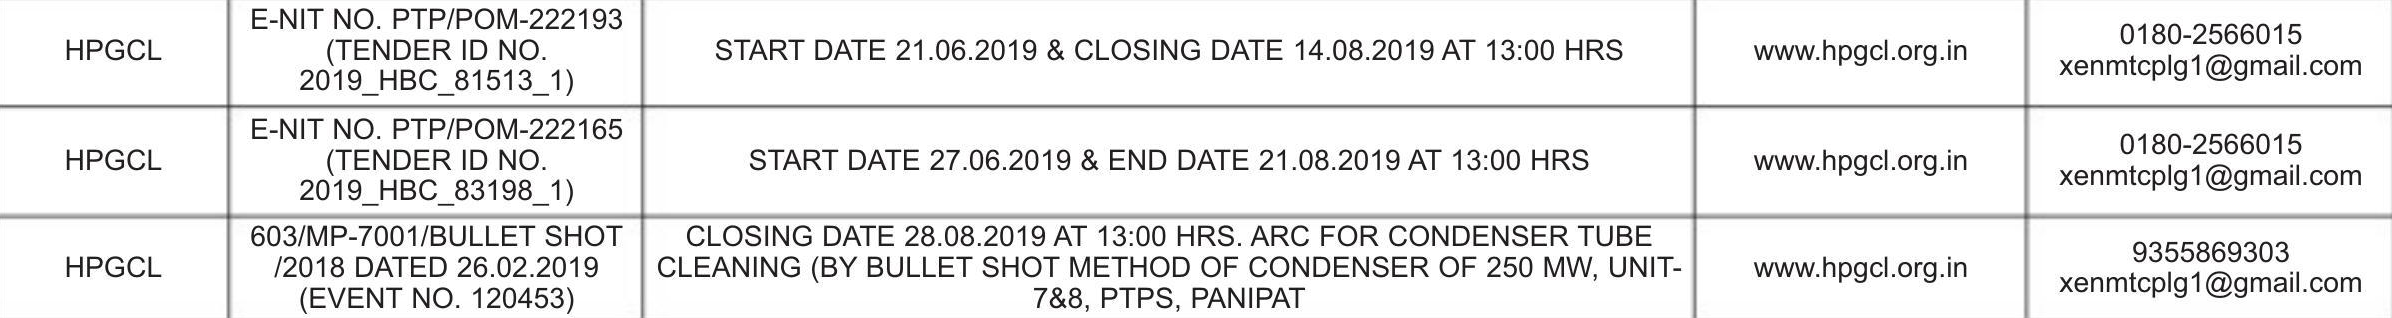 HPGCL
E-NIT NO. PTP/POM-222193
(TENDER ID NO.
2019_HBC_81513_1)
START DATE 21.06.2019 & CLOSING DATE 14.08.2019 AT 13:00 HRS
www.hpgcl.org.in
0180-2566015
xenmtcplg1@gmail.com
HPGCL
E-NIT NO. PTP/POM-222165
(TENDER ID NO.
2019_HBC_83198_1)
START DATE 27.06.2019 & END DATE 21.08.2019 AT 13:00 HRS
www.hpgcl.org.in
0180-2566015
xenmtcplg1@gmail.com
HPGCL
603/MP-7001/BULLET SHOT
/2018 DATED 26.02.2019
(EVENT NO. 120453)
CLOSING DATE 28.08.2019 AT 13:00 HRS. ARC FOR CONDENSER TUBE
CLEANING (BY BULLET SHOT METHOD OF CONDENSER OF 250 MW, UNIT-
7&8, PTPS, PANIPAT
www.hpgcl.org.in
9355869303
xenmtcplg1@gmail.com